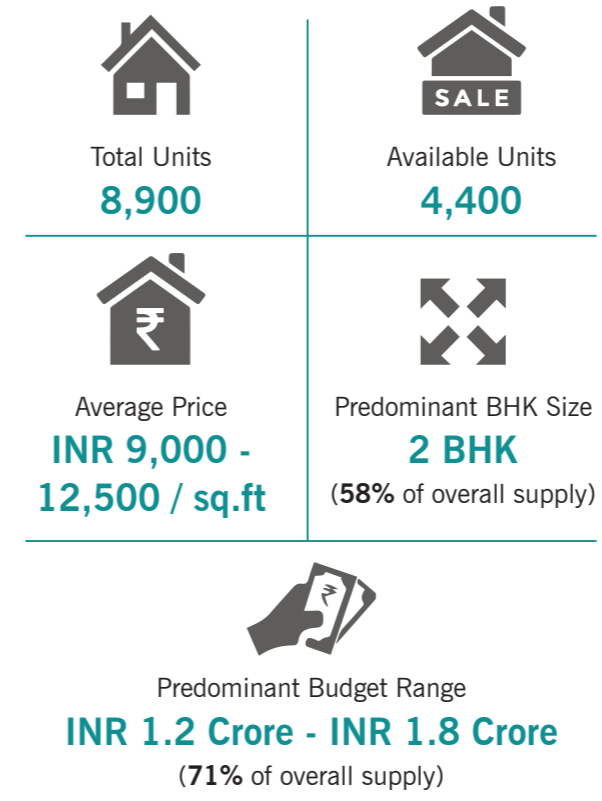 SALE
Total Units
8,900
Available Units
4,400
₹
Average Price
INR 9,000 -
12,500 / sq.ft
Predominant BHK Size
2 BHK
(58% of overall supply)
₹
Predominant Budget Range
INR 1.2 Crore - INR 1.8 Crore
(71% of overall supply)